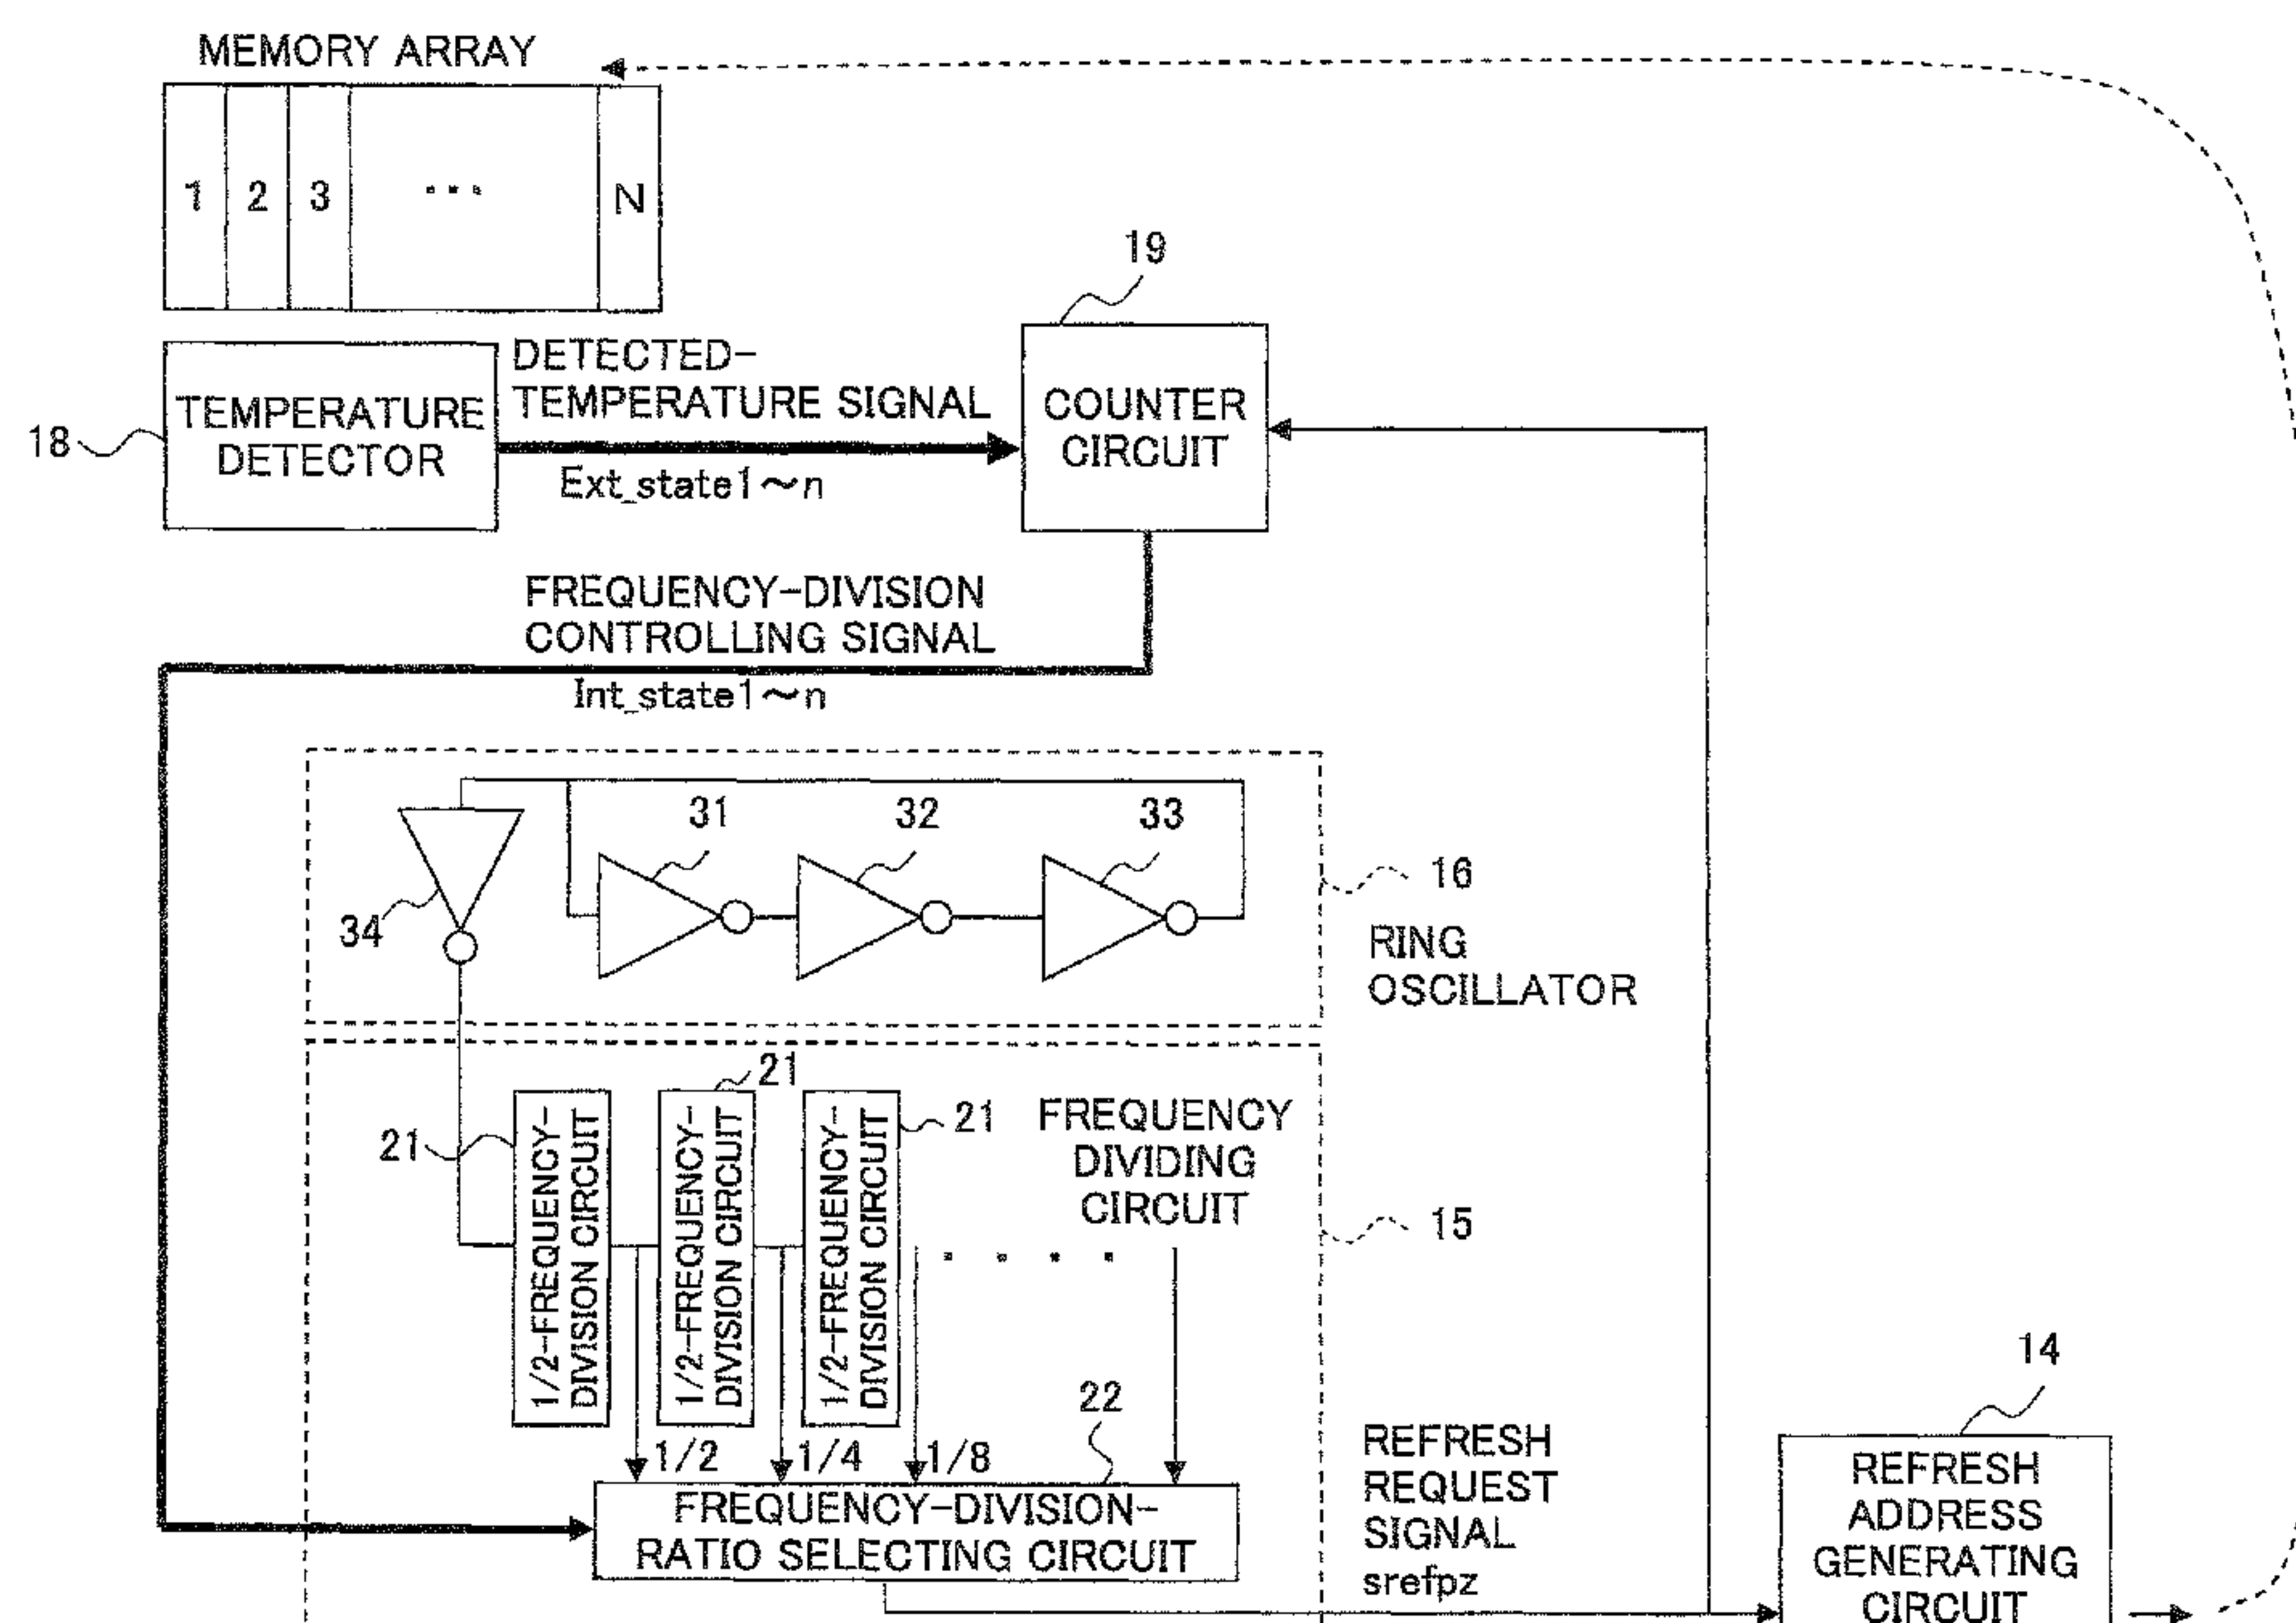 MEMORY ARRAY
1 2 3 ... N
19
DETECTED-
TEMPERATURE SIGNAL
TEMPERATURE
DETECTOR
18
Ext_state1～n
COUNTER
CIRCUIT
FREQUENCY-DIVISION
CONTROLLING SIGNAL
Int_state1～n
31 32 33
34
16
RING
OSCILLATOR
21
21
21
1/2-FREQUENCY-
DIVISION CIRCUIT
1/2-FREQUENCY-
DIVISION CIRCUIT
1/2-FREQUENCY-
DIVISION CIRCUIT
FREQUENCY
DIVIDING
CIRCUIT
. . . .
15
1/2 1/4 1/8
22
FREQUENCY-DIVISION-
RATIO SELECTING CIRCUIT
REFRESH
REQUEST
SIGNAL
srefpz
14
REFRESH
ADDRESS
GENERATING
CIRCUIT